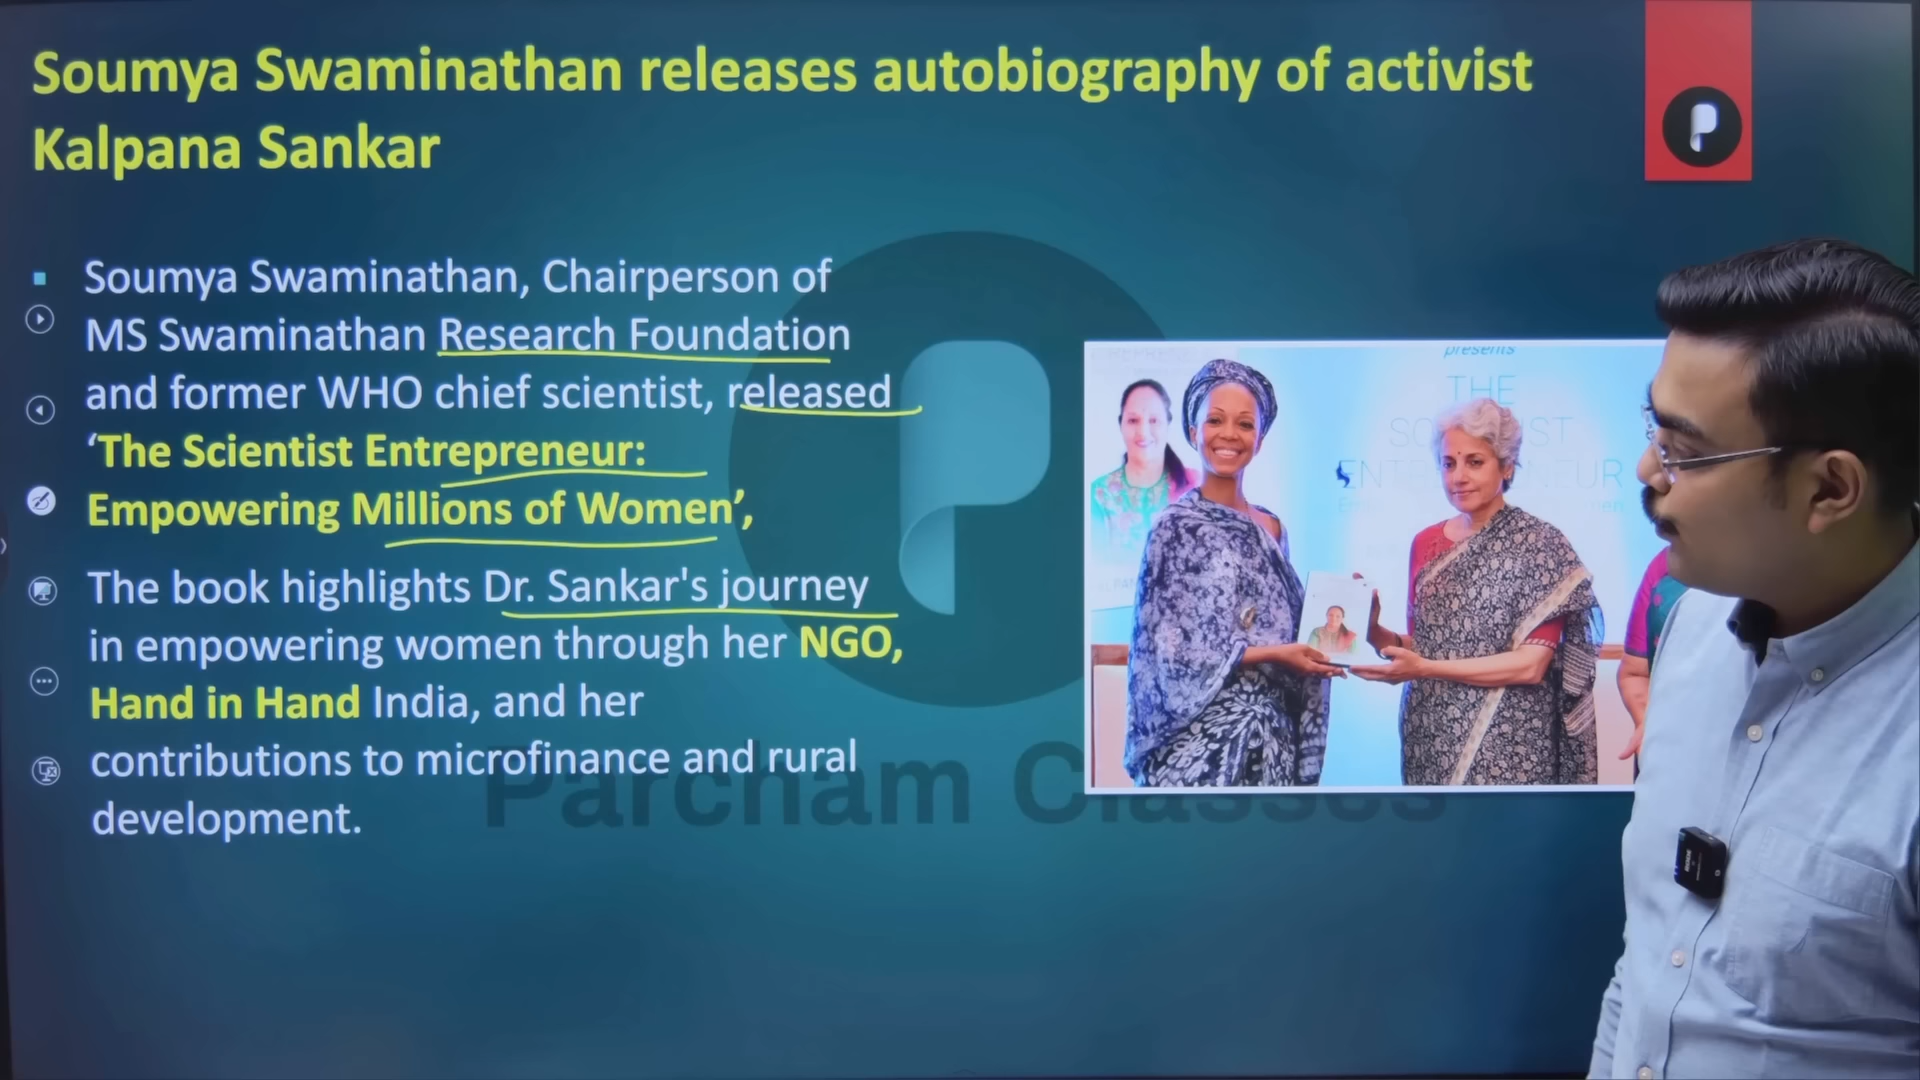 Soumya Swaminathan releases autobiography of activist
Kalpana Sankar
Soumya Swaminathan, Chairperson of
MS Swaminathan Research Foundation
and former WHO chief scientist, released
‘The Scientist Entrepreneur:
Empowering Millions of Women’,
The book highlights Dr. Sankar's journey
in empowering women through her NGO,
Hand in Hand India, and her
contributions to microfinance and rural
development.
presents
THE
ENTR NEUR
Parcham Classes